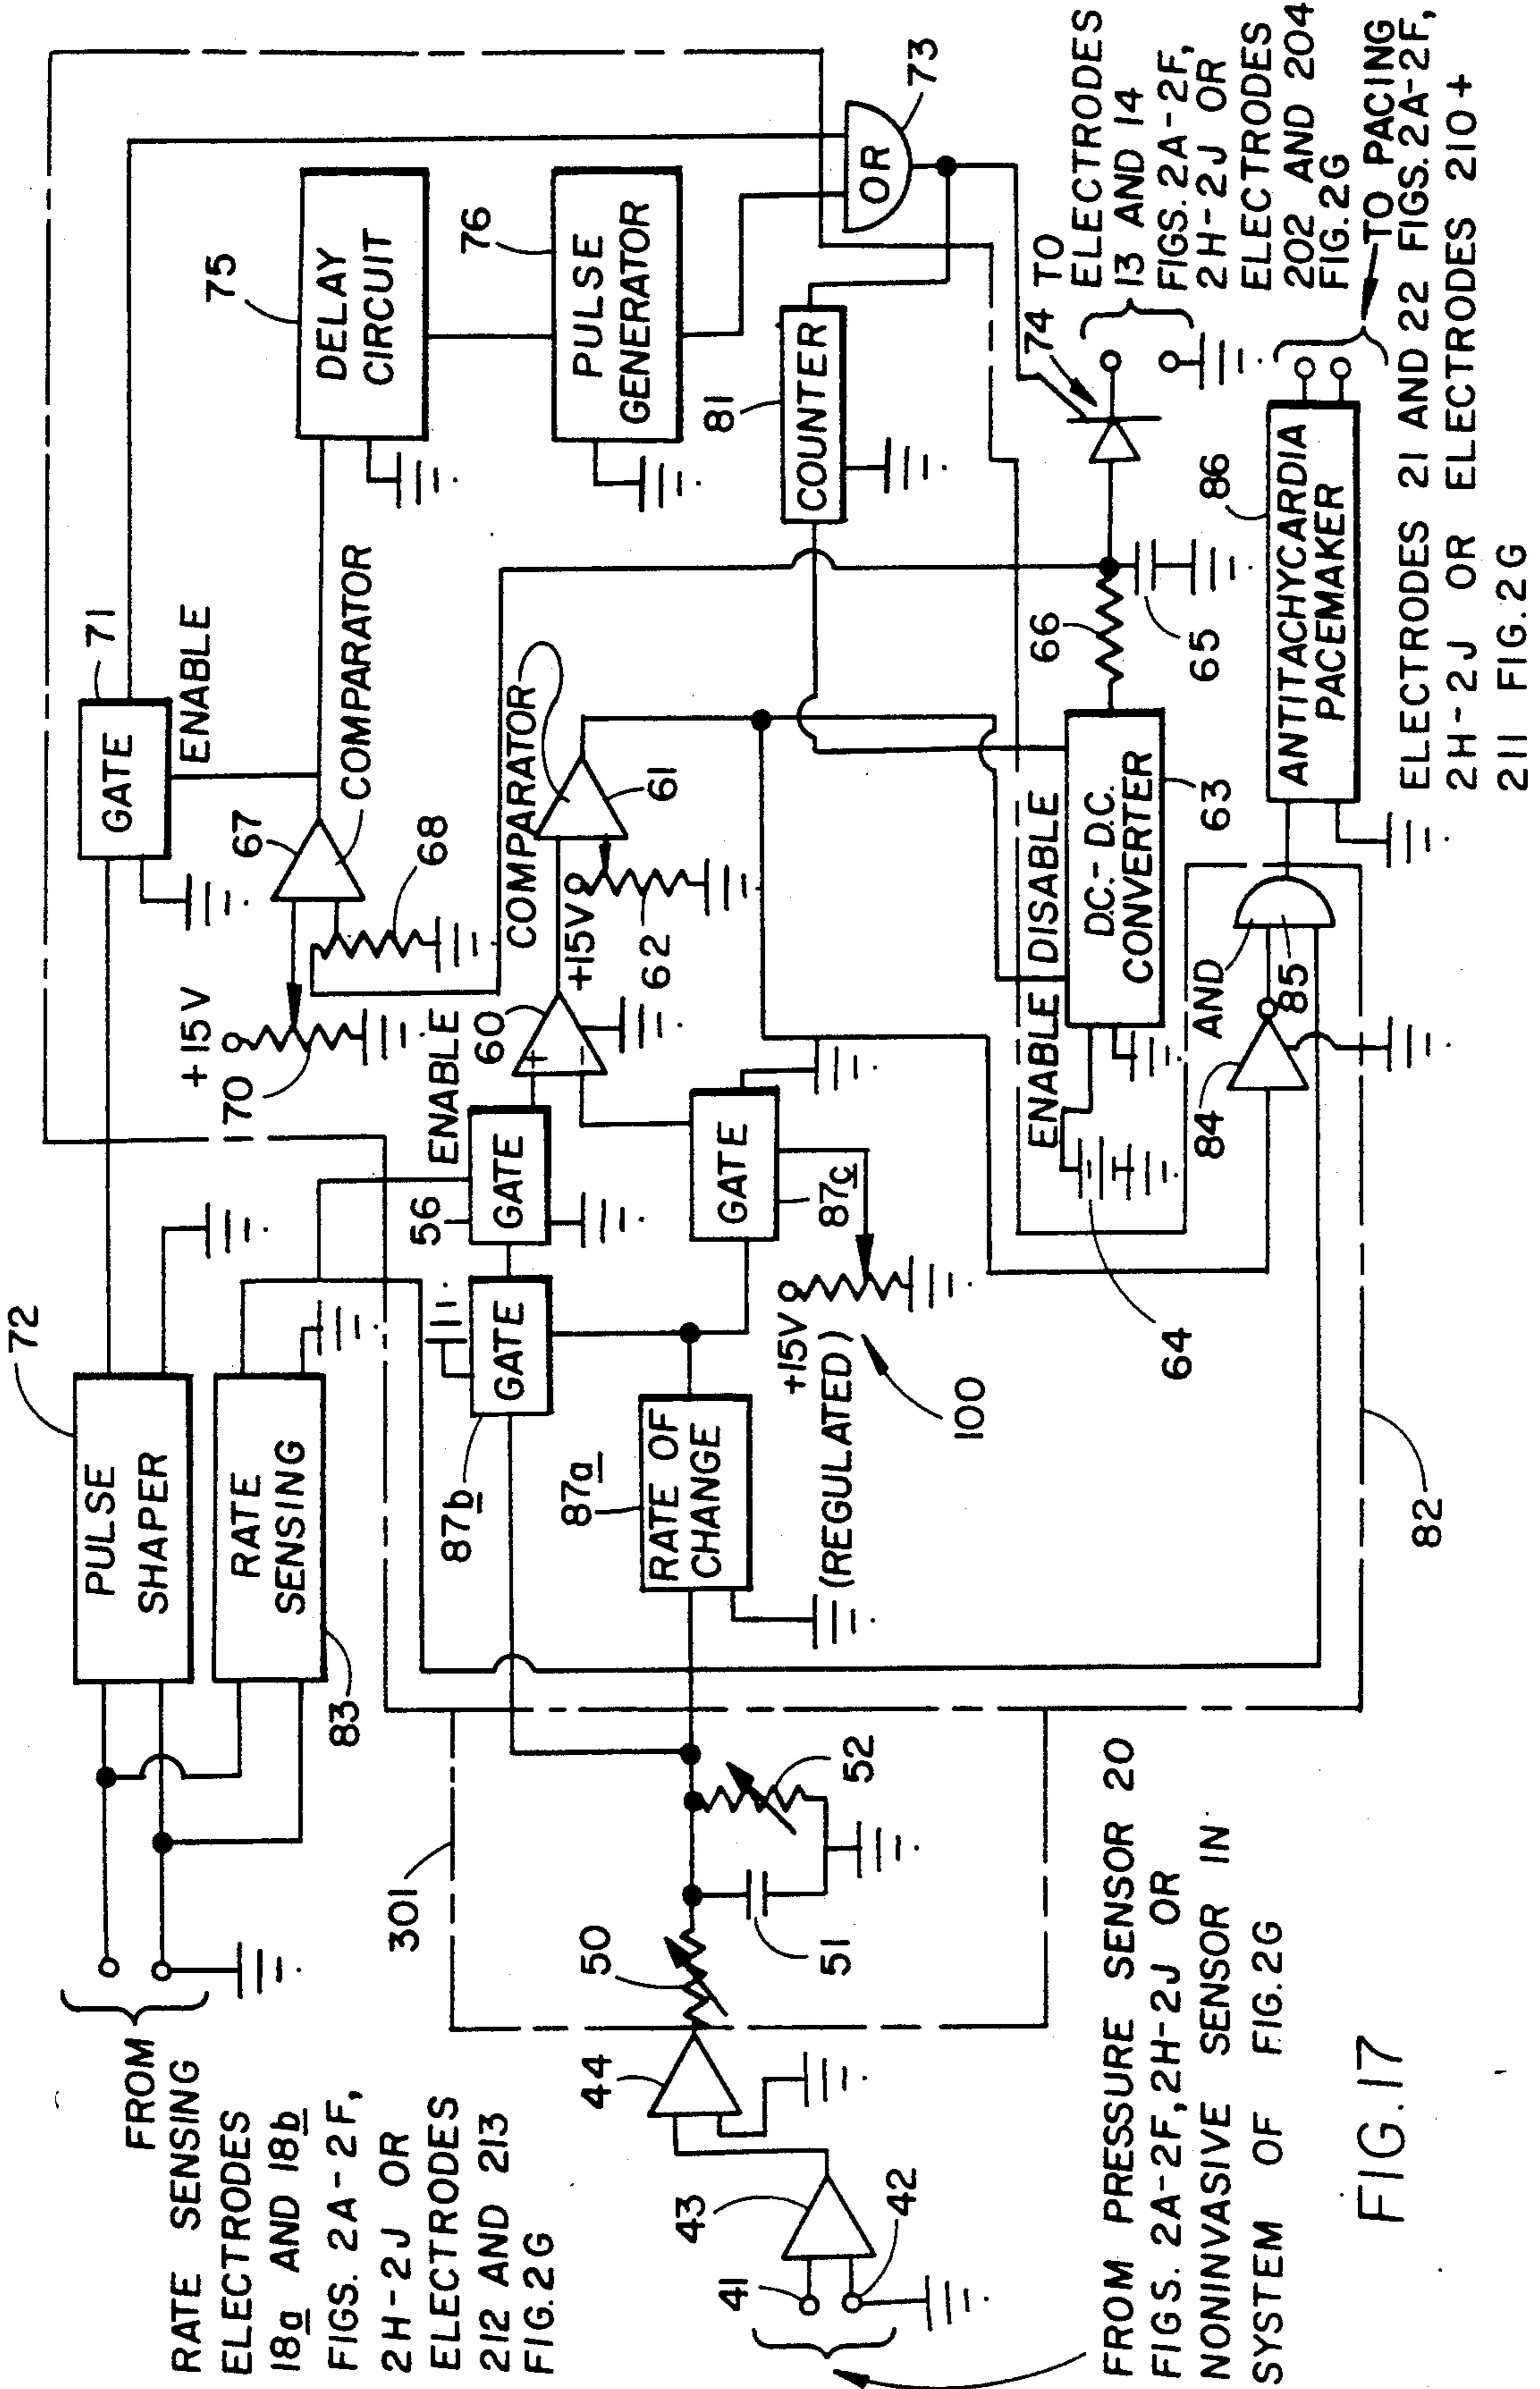 FROM
RATE SENSING
ELECTRODES
18a AND 18b
FIGS. 2A-2F,
2H-2J OR
ELECTRODES
212 AND 213
FIG.2G
72
PULSE
SHAPER
RATE
SENSING
83
71
GATE
ENABLE
+15V
170
67
COMPARATOR
68
75
DELAY
CIRCUIT
76
PULSE
GENERATOR
OR
73
301
87b
GATE
56
GATE
ENABLE
60
+
-
COMPARATOR
61
+15V
62
81
COUNTER
87a
RATE OF
CHANGE
GATE
87c
+15V
(REGULATED)
100
41
42
43
44
50
51
52
64
ENABLE
DISABLE
D.C.-D.C.
CONVERTER
63
66
65
74
TO
ELECTRODES
13 AND 14
FIGS. 2A-2F,
2H-2J OR
ELECTRODES
202 AND 204
FIG.2G
84
AND
85
86
ANTITACHYCARDIA
PACEMAKER
TO PACING
ELECTRODES 21 AND 22 FIGS. 2A-2F,
2H-2J OR ELECTRODES 210+
211 FIG.2G
82
FROM PRESSURE SENSOR 20
FIGS. 2A-2F, 2H-2J OR
NONINVASIVE SENSOR IN
SYSTEM OF FIG.2G
FIG.17